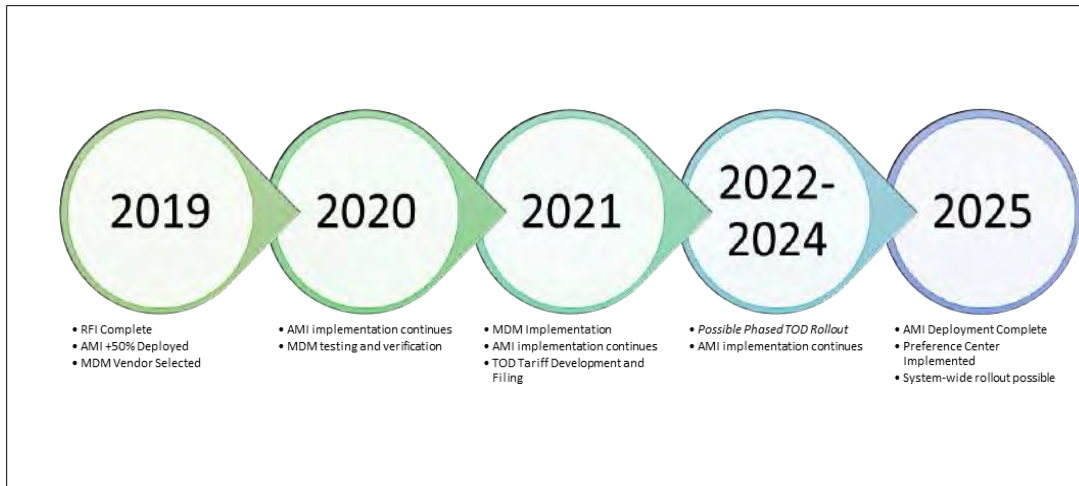 2019
2020
2021
2022-
2024
2025
• RFI Complete
• AMI +50% Deployed
• MDM Vendor Selected
• AMI implementation continues
• MDM testing and verification
• MDM Implementation
• AMI implementation continues
• TOD Tariff Development and
Filing
• Possible Phased TOD Rollout
• AMI implementation continues
• AMI Deployment Complete
• Preference Center
Implemented
• System-wide rollout possible